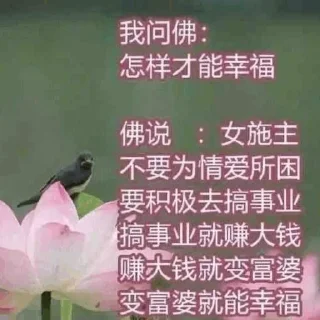 我问佛：
怎样才能幸福
佛说 ：女施主
不要为情爱所困
要积极去搞事业
搞事业就赚大钱
赚大钱就变富婆
变富婆就能幸福